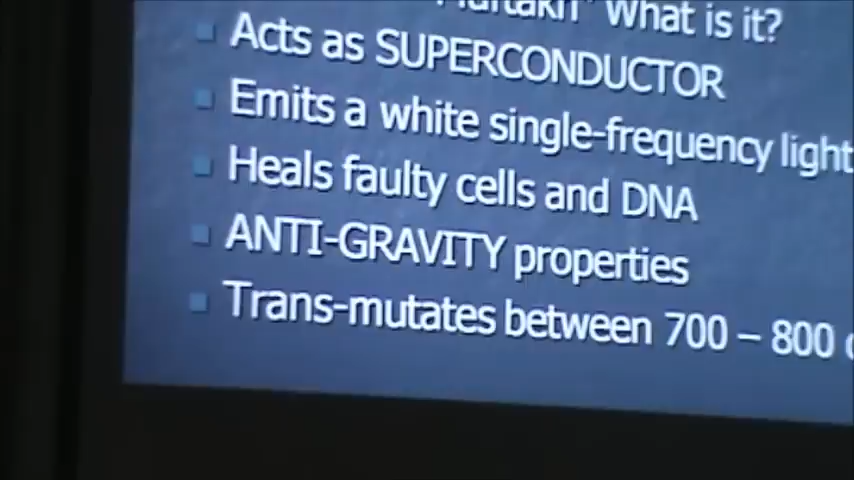 What is it?
Acts as SUPERCONDUCTOR
Emits a white single-frequency light
Heals faulty cells and DNA
ANTI-GRAVITY properties
Trans-mutates between 700 – 800